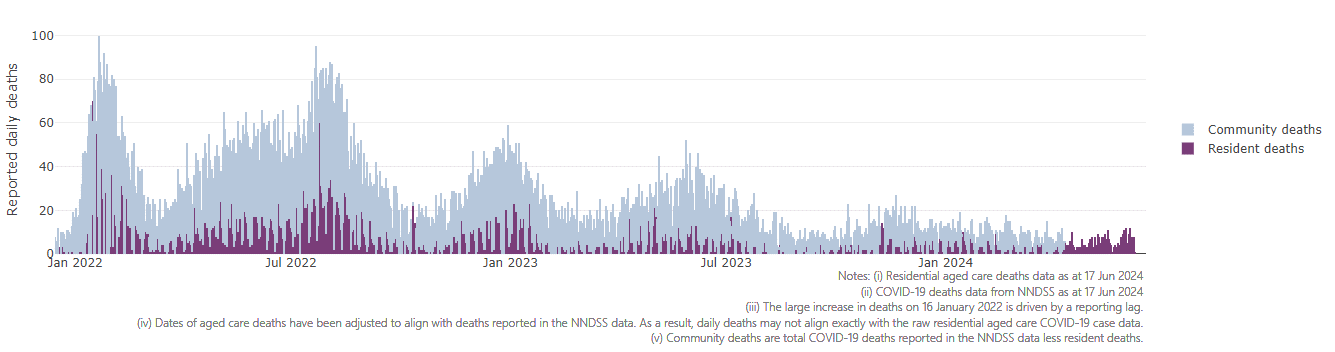 Reported daily deaths
100
80
60
40
20
0
Jan 2022
Jul 2022
Jan 2023
Jul 2023
Jan 2024
Community deaths
Resident deaths
Notes: (i) Residential aged care deaths data as at 17 Jun 2024
(ii) COVID-19 deaths data from NNDSS as at 17 Jun 2024
(iii) The large increase in deaths on 16 January 2022 is driven by a reporting lag.
(iv) Dates of aged care deaths have been adjusted to align with deaths reported in the NNDSS data. As a result, daily deaths may not align exactly with the raw residential aged care COVID-19 case data.
(v) Community deaths are total COVID-19 deaths reported in the NNDSS data less resident deaths.